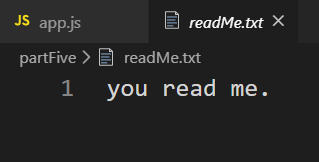 JS app.js readMe.txt
partFive > readMe.txt
1 you read me.